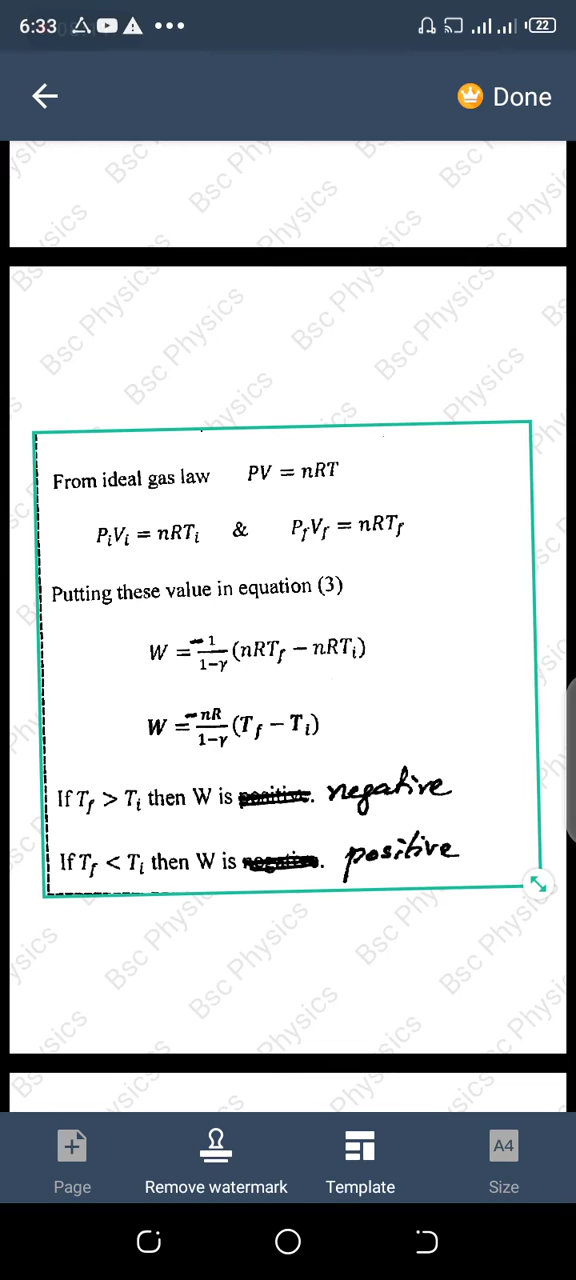 6:33 22
Done
From ideal gas law PV = nRT
PᵢVᵢ = nRTᵢ & P_fV_f = nRT_f
Putting these value in equation (3)
W = -1/(1-γ) (nRT_f − nRTᵢ)
W = -nR/(1-γ) (T_f − Tᵢ)
If T_f > Tᵢ then W is positive. negative
If T_f < Tᵢ then W is negative. positive
Bsc Physics
Page Remove watermark Template A4 Size